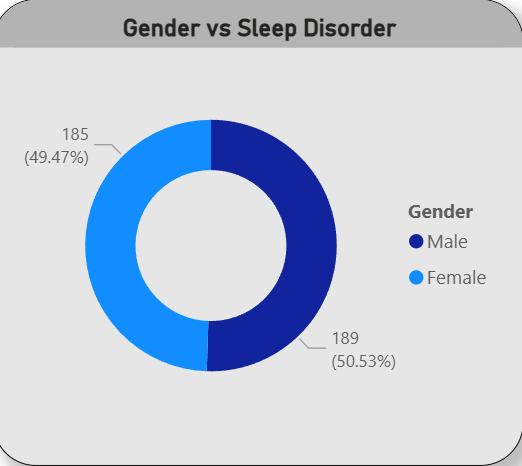 Gender vs Sleep Disorder
185
(49.47%)
Gender
Male
Female
189
(50.53%)